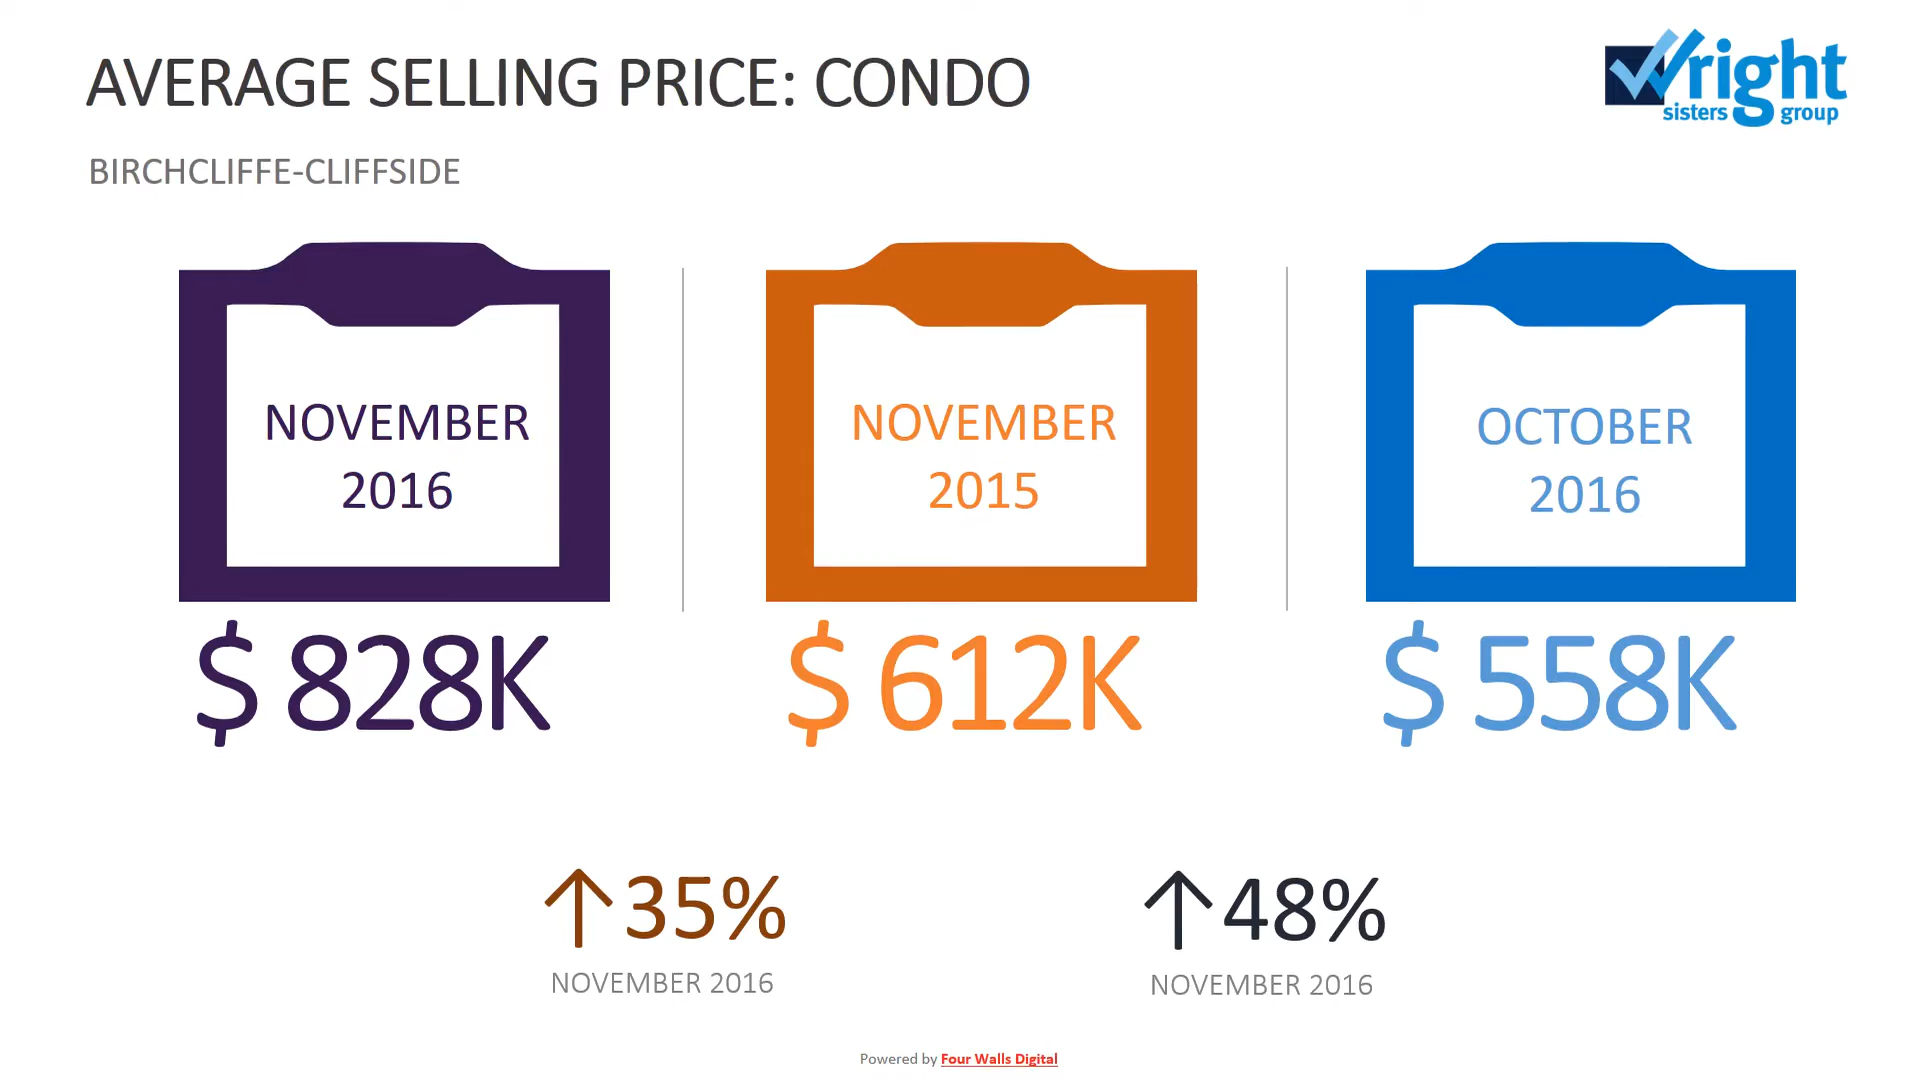 AVERAGE SELLING PRICE: CONDO
Wright
sisters group
BIRCHCLIFFE-CLIFFSIDE
NOVEMBER
2016
$ 828K
NOVEMBER
2015
$ 612K
OCTOBER
2016
$ 558K
↑35%
NOVEMBER 2016
↑48%
NOVEMBER 2016
Powered by Four Walls Digital